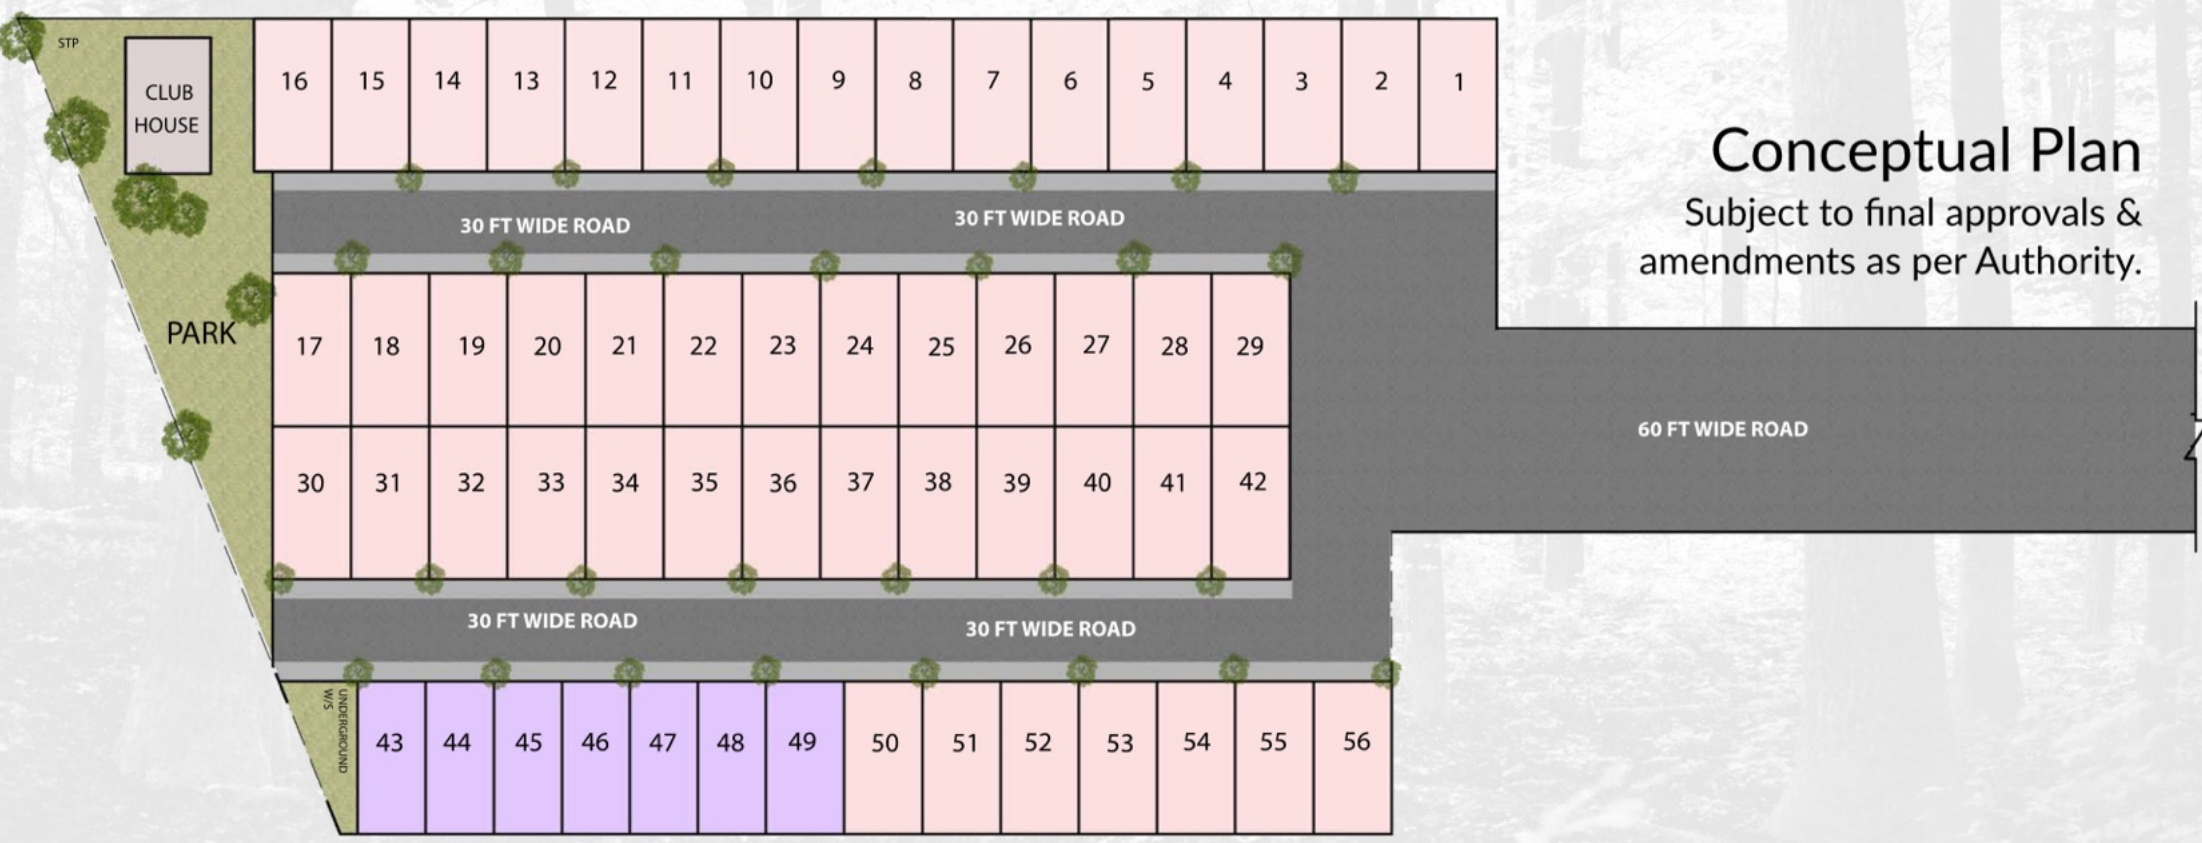 STP
CLUB
HOUSE
16 15 14 13 12 11 10 9 8 7 6 5 4 3 2 1
Conceptual Plan
Subject to final approvals &
amendments as per Authority.
30 FT WIDE ROAD 30 FT WIDE ROAD
PARK
17 18 19 20 21 22 23 24 25 26 27 28 29
60 FT WIDE ROAD
30 31 32 33 34 35 36 37 38 39 40 41 42
30 FT WIDE ROAD 30 FT WIDE ROAD
UNDERGROUND
W/S
43 44 45 46 47 48 49 50 51 52 53 54 55 56